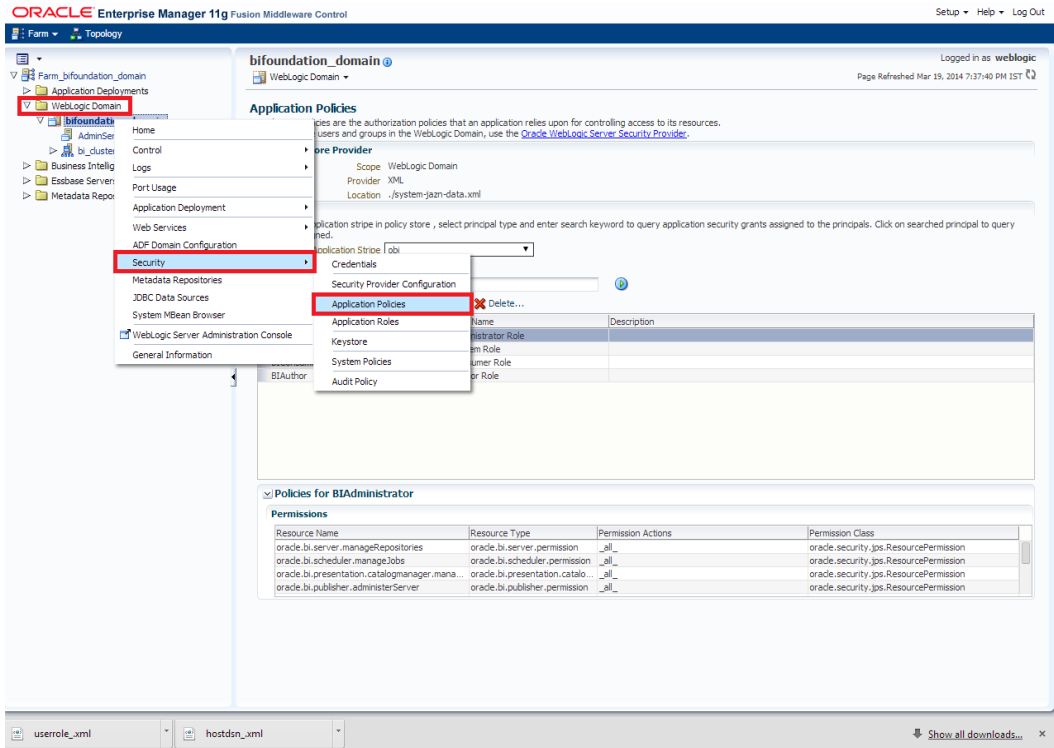 ORACLE Enterprise Manager 11g Fusion Middleware Control
Setup Help Log Out
Farm Topology
Farm_bifoundation_domain
Application Deployments
WebLogic Domain
AdminSer
bi_cluster
Business Intellig
Essbase Server
Metadata Repos
bifoundation_domain
Logged in as weblogic
WebLogic Domain
Page Refreshed Mar 19, 2014 7:37:40 PM IST
Application Policies
cies are the authorization policies that an application relies upon for controlling access to its resources.
users and groups in the WebLogic Domain, use the Oracle WebLogic Server Security Provider.
ore Provider
Scope WebLogic Domain
Provider XML
Location ./system-jazn-data.xml
plication stripe in policy store , select principal type and enter search keyword to query application security grants assigned to the principals. Click on searched principal to query
ned.
pplication Stripe obi
Delete...
Name Description
nistrator Role
em Role
umer Role
BIAuthor or Role
Home
Control
Logs
Port Usage
Application Deployment
Web Services
ADF Domain Configuration
Security
Metadata Repositories
JDBC Data Sources
System MBean Browser
WebLogic Server Administration Console
General Information
Credentials
Security Provider Configuration
Application Policies
Application Roles
Keystore
System Policies
Audit Policy
Policies for BIAdministrator
Permissions
Resource Name Resource Type Permission Actions Permission Class
oracle.bi.server.manageRepositories oracle.bi.server.permission _all_ oracle.security.jps.ResourcePermission
oracle.bi.scheduler.manageJobs oracle.bi.scheduler.permission _all_ oracle.security.jps.ResourcePermission
oracle.bi.presentation.catalogmanager.mana... oracle.bi.presentation.catalo... _all_ oracle.security.jps.ResourcePermission
oracle.bi.publisher.administerServer oracle.bi.publisher.permission _all_ oracle.security.jps.ResourcePermission
userrole_.xml hostdsn_.xml Show all downloads...